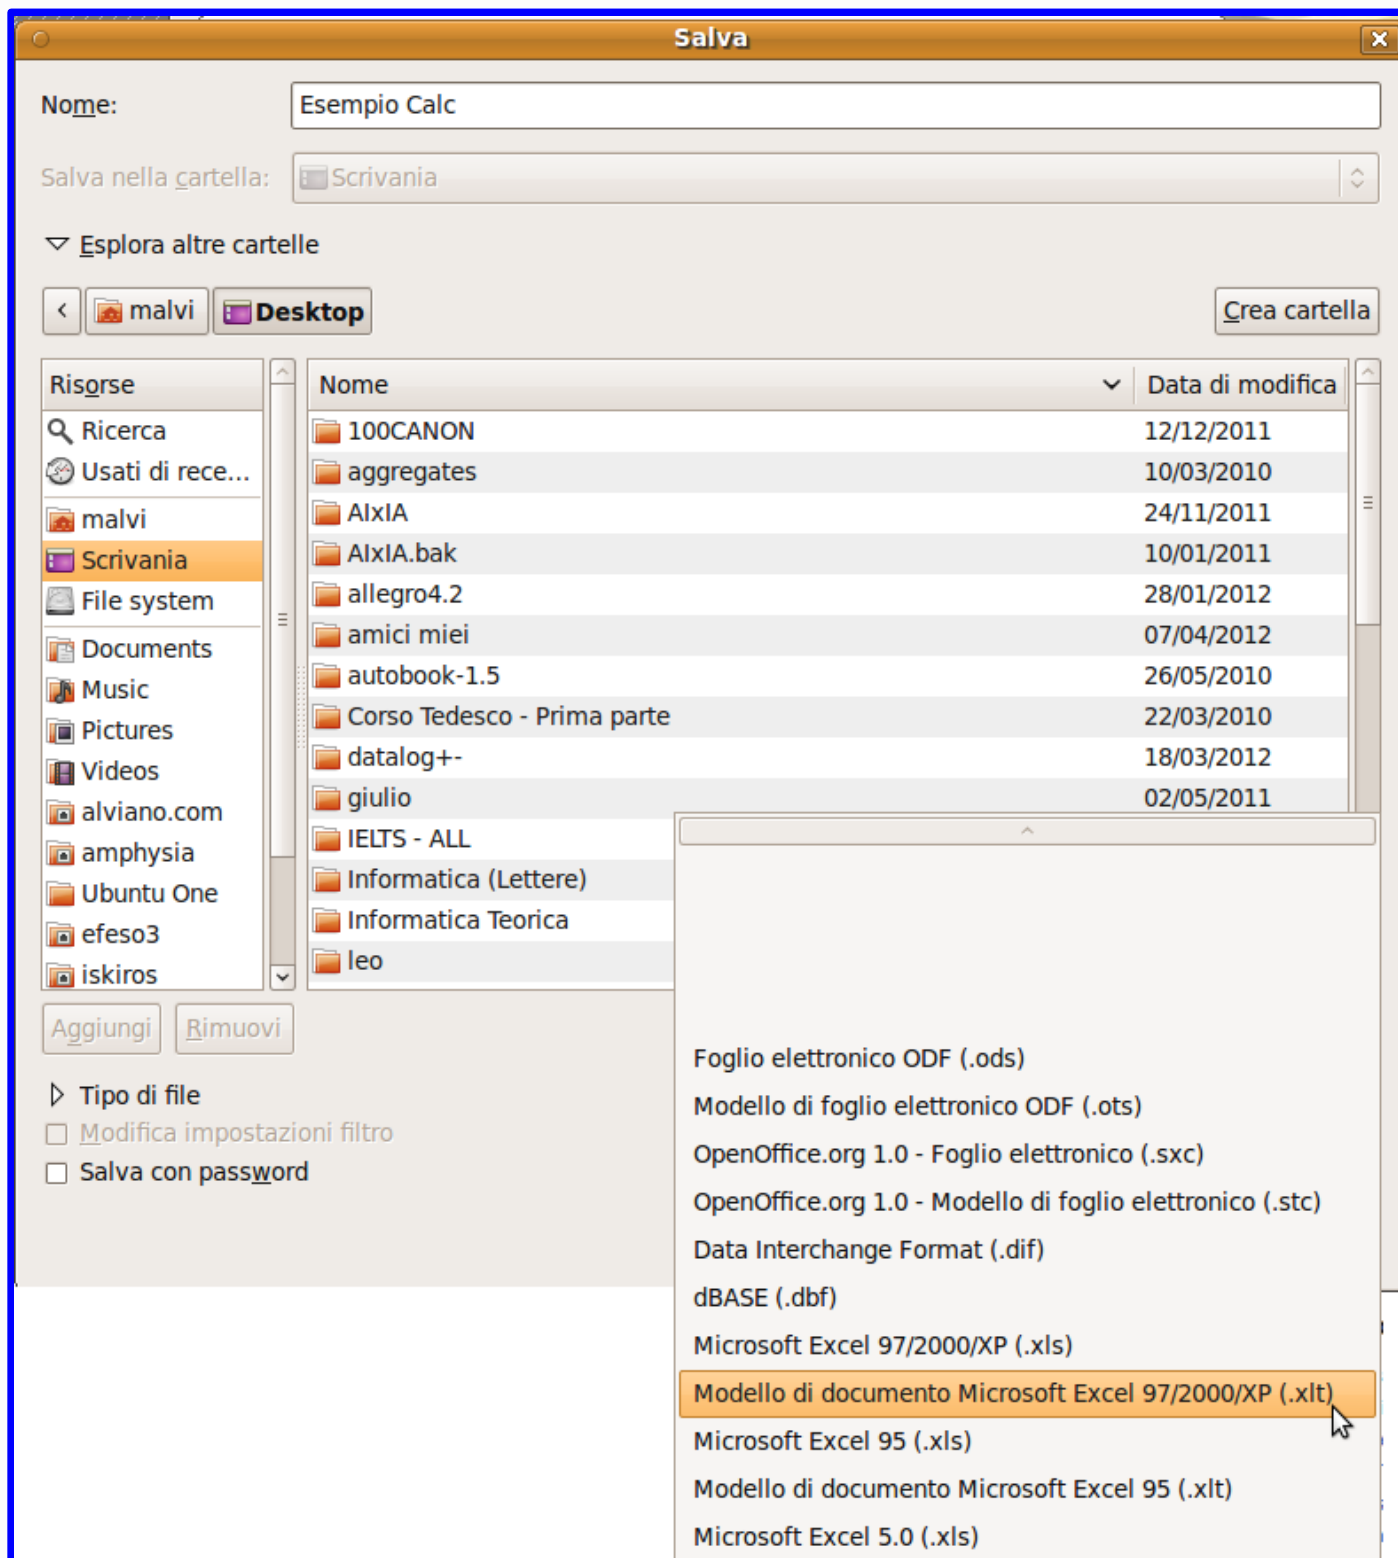 Salva
Nome: Esempio Calc
Salva nella cartella: Scrivania
Esplora altre cartelle
malvi Desktop Crea cartella
Risorse Nome Data di modifica
Ricerca 100CANON 12/12/2011
Usati di rece... aggregates 10/03/2010
AIxIA 24/11/2011
malvi
AIxIA.bak 10/01/2011
Scrivania
allegro4.2 28/01/2012
File system
amici miei 07/04/2012
Documents
autobook-1.5 26/05/2010
Music
Corso Tedesco - Prima parte 22/03/2010
Pictures
datalog+- 18/03/2012
Videos
giulio 02/05/2011
alviano.com
IELTS - ALL
amphysia
Informatica (Lettere)
Ubuntu One
Informatica Teorica
efeso3
leo
iskiros
Aggiungi Rimuovi
Tipo di file
Modifica impostazioni filtro
Salva con password
Foglio elettronico ODF (.ods)
Modello di foglio elettronico ODF (.ots)
OpenOffice.org 1.0 - Foglio elettronico (.sxc)
OpenOffice.org 1.0 - Modello di foglio elettronico (.stc)
Data Interchange Format (.dif)
dBASE (.dbf)
Microsoft Excel 97/2000/XP (.xls)
Modello di documento Microsoft Excel 97/2000/XP (.xlt)
Microsoft Excel 95 (.xls)
Modello di documento Microsoft Excel 95 (.xlt)
Microsoft Excel 5.0 (.xls)